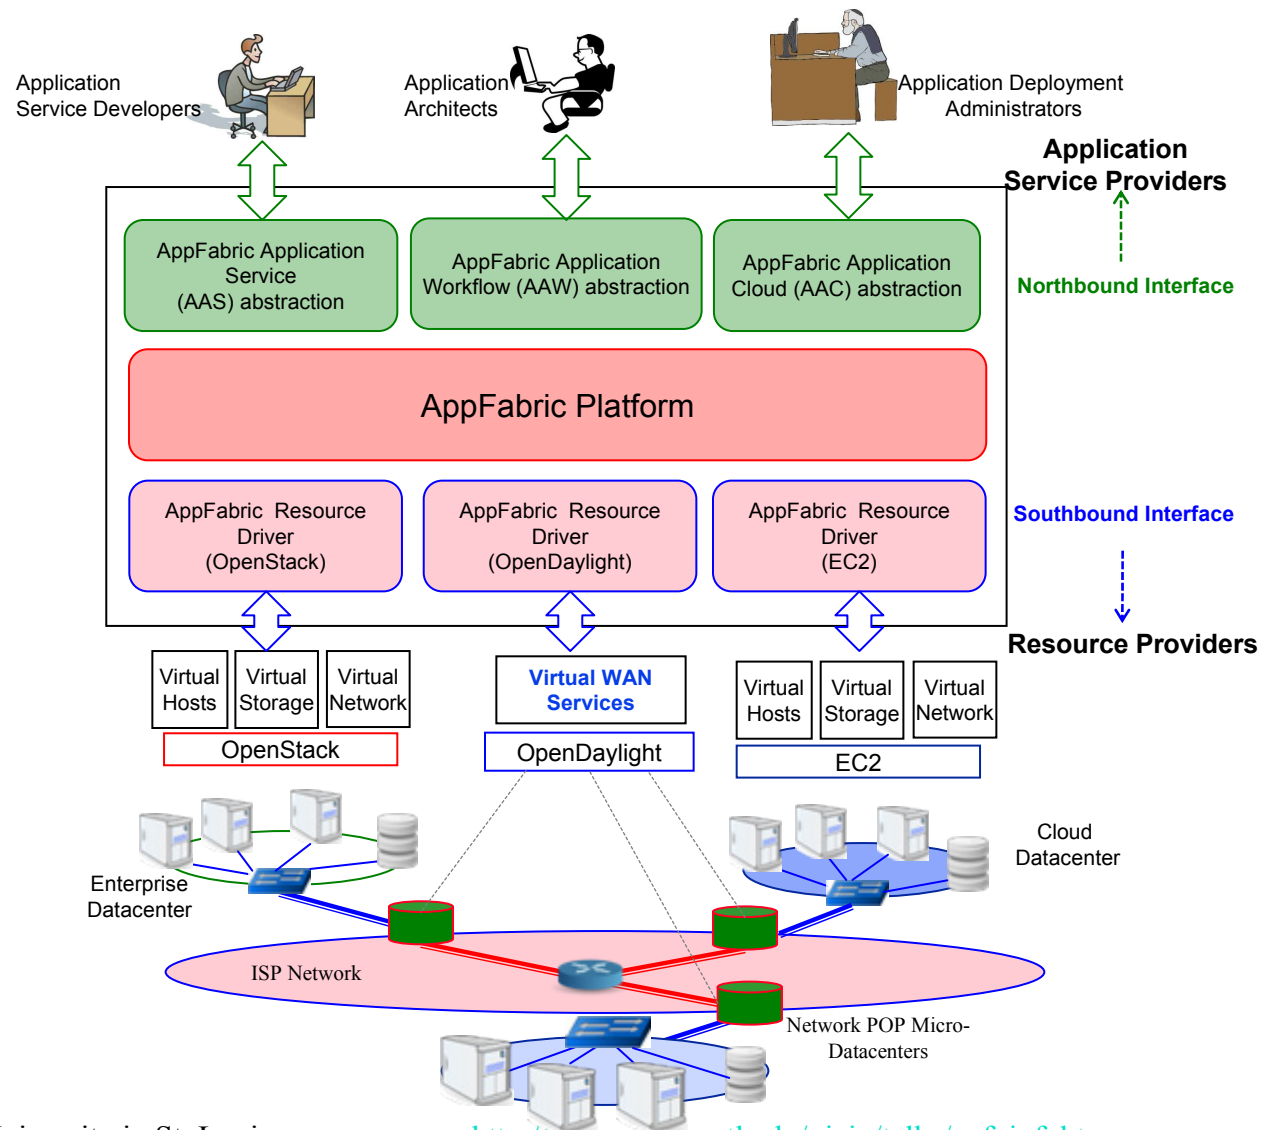 Application
Service Developers
Application
Architects
Application Deployment
Administrators
Application
Service Providers
AppFabric Application
Service
(AAS) abstraction
AppFabric Application
Workflow (AAW) abstraction
AppFabric Application
Cloud (AAC) abstraction
Northbound Interface
AppFabric Platform
AppFabric Resource
Driver
(OpenStack)
AppFabric Resource
Driver
(OpenDaylight)
AppFabric Resource
Driver
(EC2)
Southbound Interface
Resource Providers
Virtual
Hosts
Virtual
Storage
Virtual
Network
OpenStack
Virtual WAN
Services
OpenDaylight
Virtual
Hosts
Virtual
Storage
Virtual
Network
EC2
Cloud
Datacenter
Enterprise
Datacenter
ISP Network
Network POP Micro-
Datacenters